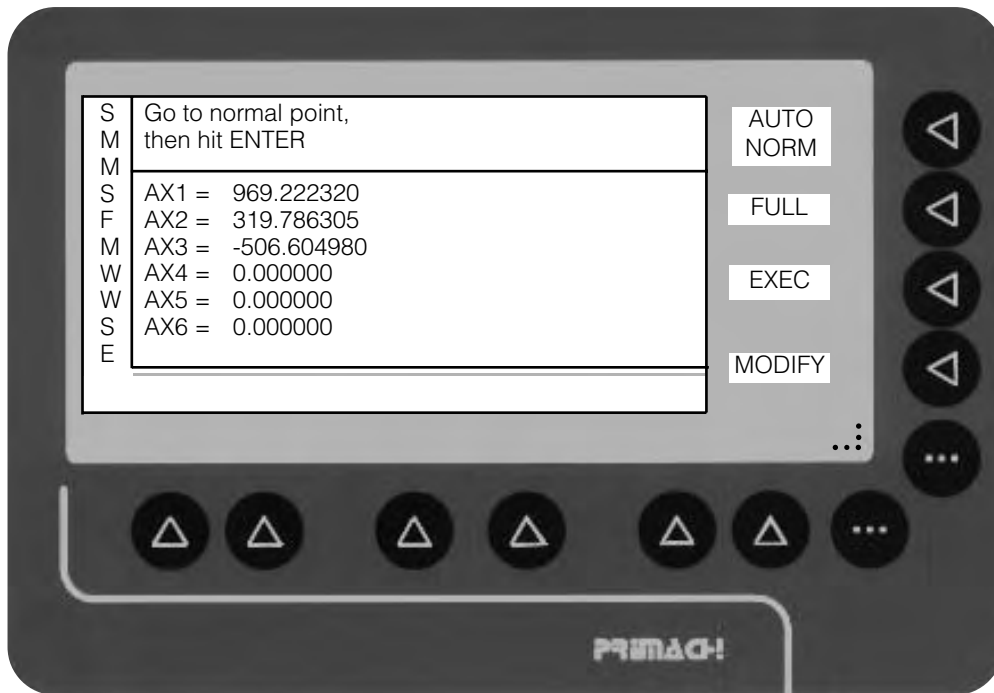 S
M
M
S
F
M
W
W
S
E
Go to normal point,
then hit ENTER
AX1 = 969.222320
AX2 = 319.786305
AX3 = -506.604980
AX4 = 0.000000
AX5 = 0.000000
AX6 = 0.000000
AUTO
NORM
FULL
EXEC
MODIFY
PRIMACH